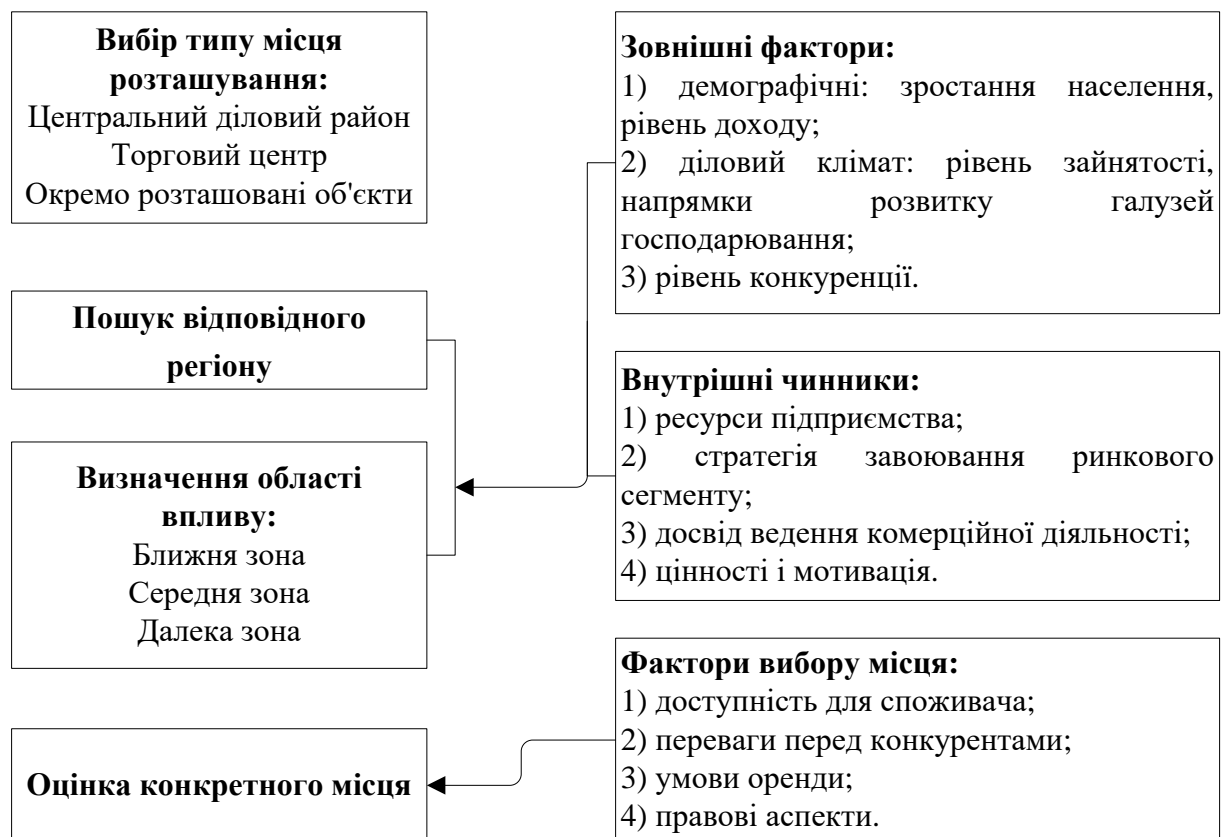 Вибір типу місця
розташування:
Центральний діловий район
Торговий центр
Окремо розташовані об'єкти
Пошук відповідного
регіону
Визначення області
впливу:
Ближня зона
Середня зона
Далека зона
Оцінка конкретного місця
Зовнішні фактори:
1) демографічні: зростання населення,
рівень доходу;
2) діловий клімат: рівень зайнятості,
напрямки розвитку галузей
господарювання;
3) рівень конкуренції.
Внутрішні чинники:
1) ресурси підприємства;
2) стратегія завоювання ринкового
сегменту;
3) досвід ведення комерційної діяльності;
4) цінності і мотивація.
Фактори вибору місця:
1) доступність для споживача;
2) переваги перед конкурентами;
3) умови оренди;
4) правові аспекти.